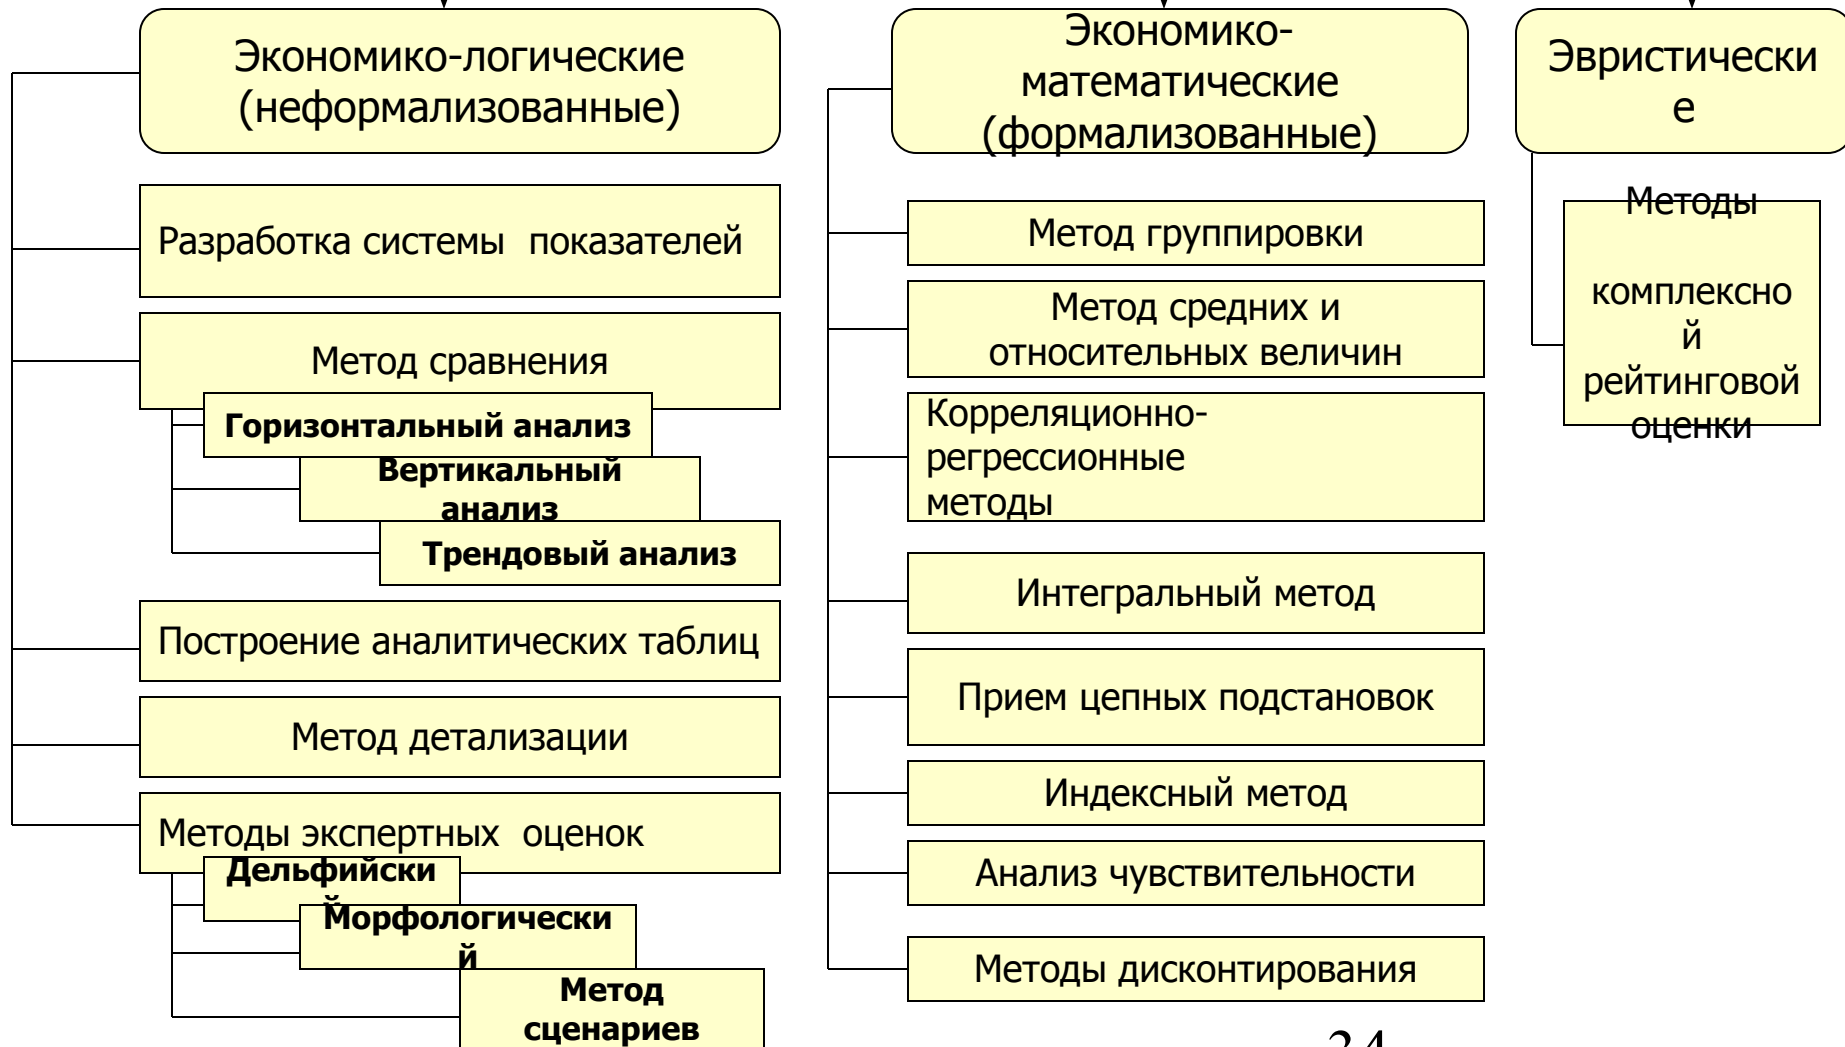 Экономико-логические
(неформализованные)
Разработка системы показателей
Метод сравнения
Горизонтальный анализ
Вертикальный
анализ
Трендовый анализ
Построение аналитических таблиц
Метод детализации
Методы экспертных оценок
Дельфийски
й
Морфологически
й
Метод
сценариев
Экономико-
математические
(формализованные)
Метод группировки
Метод средних и
относительных величин
Корреляционно-
регрессионные
методы
Интегральный метод
Прием цепных подстановок
Индексный метод
Анализ чувствительности
Методы дисконтирования
Эвристически
е
Методы
комплексно
й
рейтинговой
оценки
24